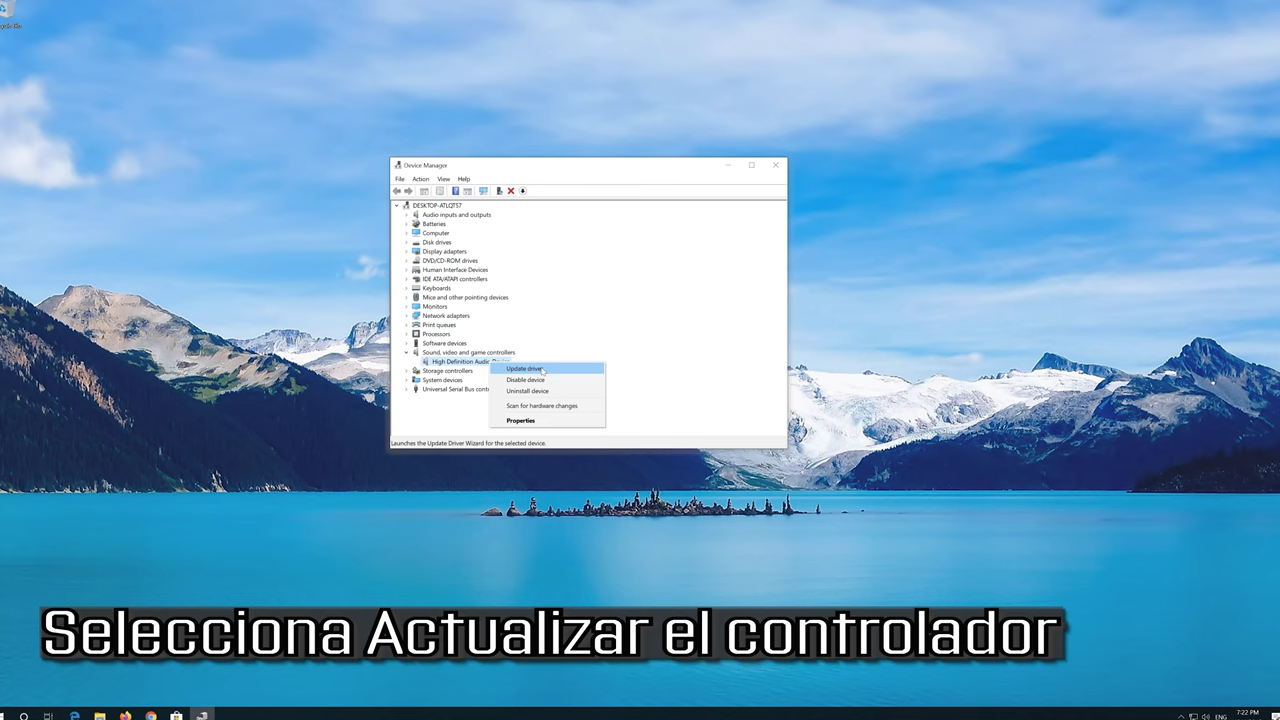 Device Manager
File Action View Help
DESKTOP-ATLQT57
Audio inputs and outputs
Batteries
Computer
Disk drives
Display adapters
DVD/CD-ROM drives
Human Interface Devices
IDE ATA/ATAPI controllers
Keyboards
Mice and other pointing devices
Monitors
Network adapters
Print queues
Processors
Software devices
Sound, video and game controllers
High Definition Audio
Update driver
Storage controllers
Disable device
System devices
Uninstall device
Universal Serial Bus
Scan for hardware changes
Properties
Launches the Update Driver Wizard for the selected device.
Selecciona Actualizar el controlador
ENG
7:22 PM